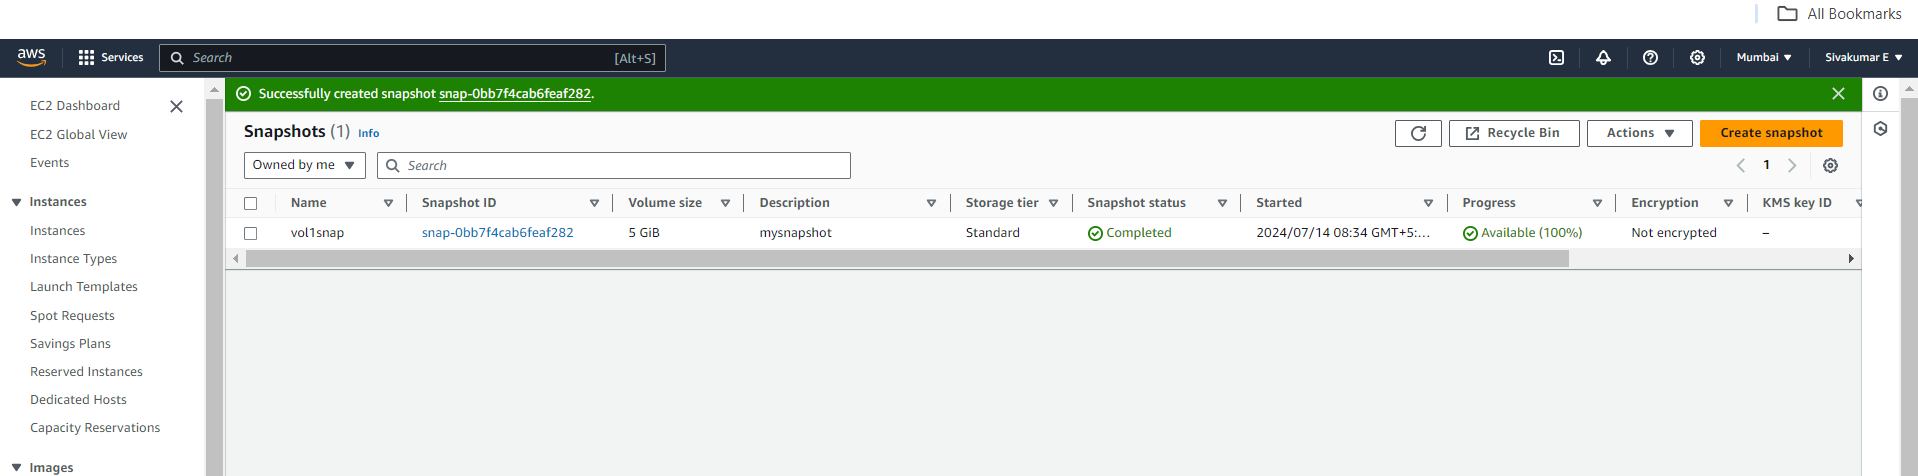 All Bookmarks
aws Services Search [Alt+S] Mumbai Sivakumar E
EC2 Dashboard
EC2 Global View
Events
Instances
Instances
Instance Types
Launch Templates
Spot Requests
Savings Plans
Reserved Instances
Dedicated Hosts
Capacity Reservations
Images
Successfully created snapshot snap-0bb7f4cab6feaf282.
Snapshots (1) Info Recycle Bin Actions Create snapshot
Owned by me Search 1
Name Snapshot ID Volume size Description Storage tier Snapshot status Started Progress Encryption KMS key ID
vol1snap snap-0bb7f4cab6feaf282 5 GiB mysnapshot Standard Completed 2024/07/14 08:34 GMT+5:... Available (100%) Not encrypted –